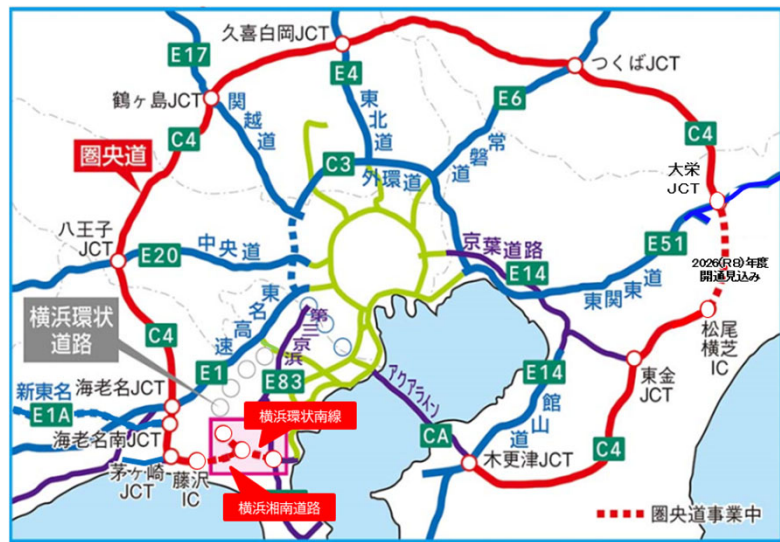 久喜白岡JCT
E17
E4
つくばJCT
鶴ヶ島JCT
関越道
東北道
E6
常磐道
C4
C3
外環道
C4
圏央道
大栄
JCT
八王子
JCT
E20
中央道
京葉道路
E14
E51
東関東道
2026(R8)年度
開通見込み
横浜環状
道路
東名高速
第三京浜
C4
E1
松尾
横芝
IC
新東名
E1A
海老名JCT
E83
アクアライン
E14
館山道
東金
JCT
海老名南JCT
横浜環状南線
CA
C4
茅ヶ崎
JCT
藤沢
IC
木更津JCT
横浜湘南道路
圏央道事業中